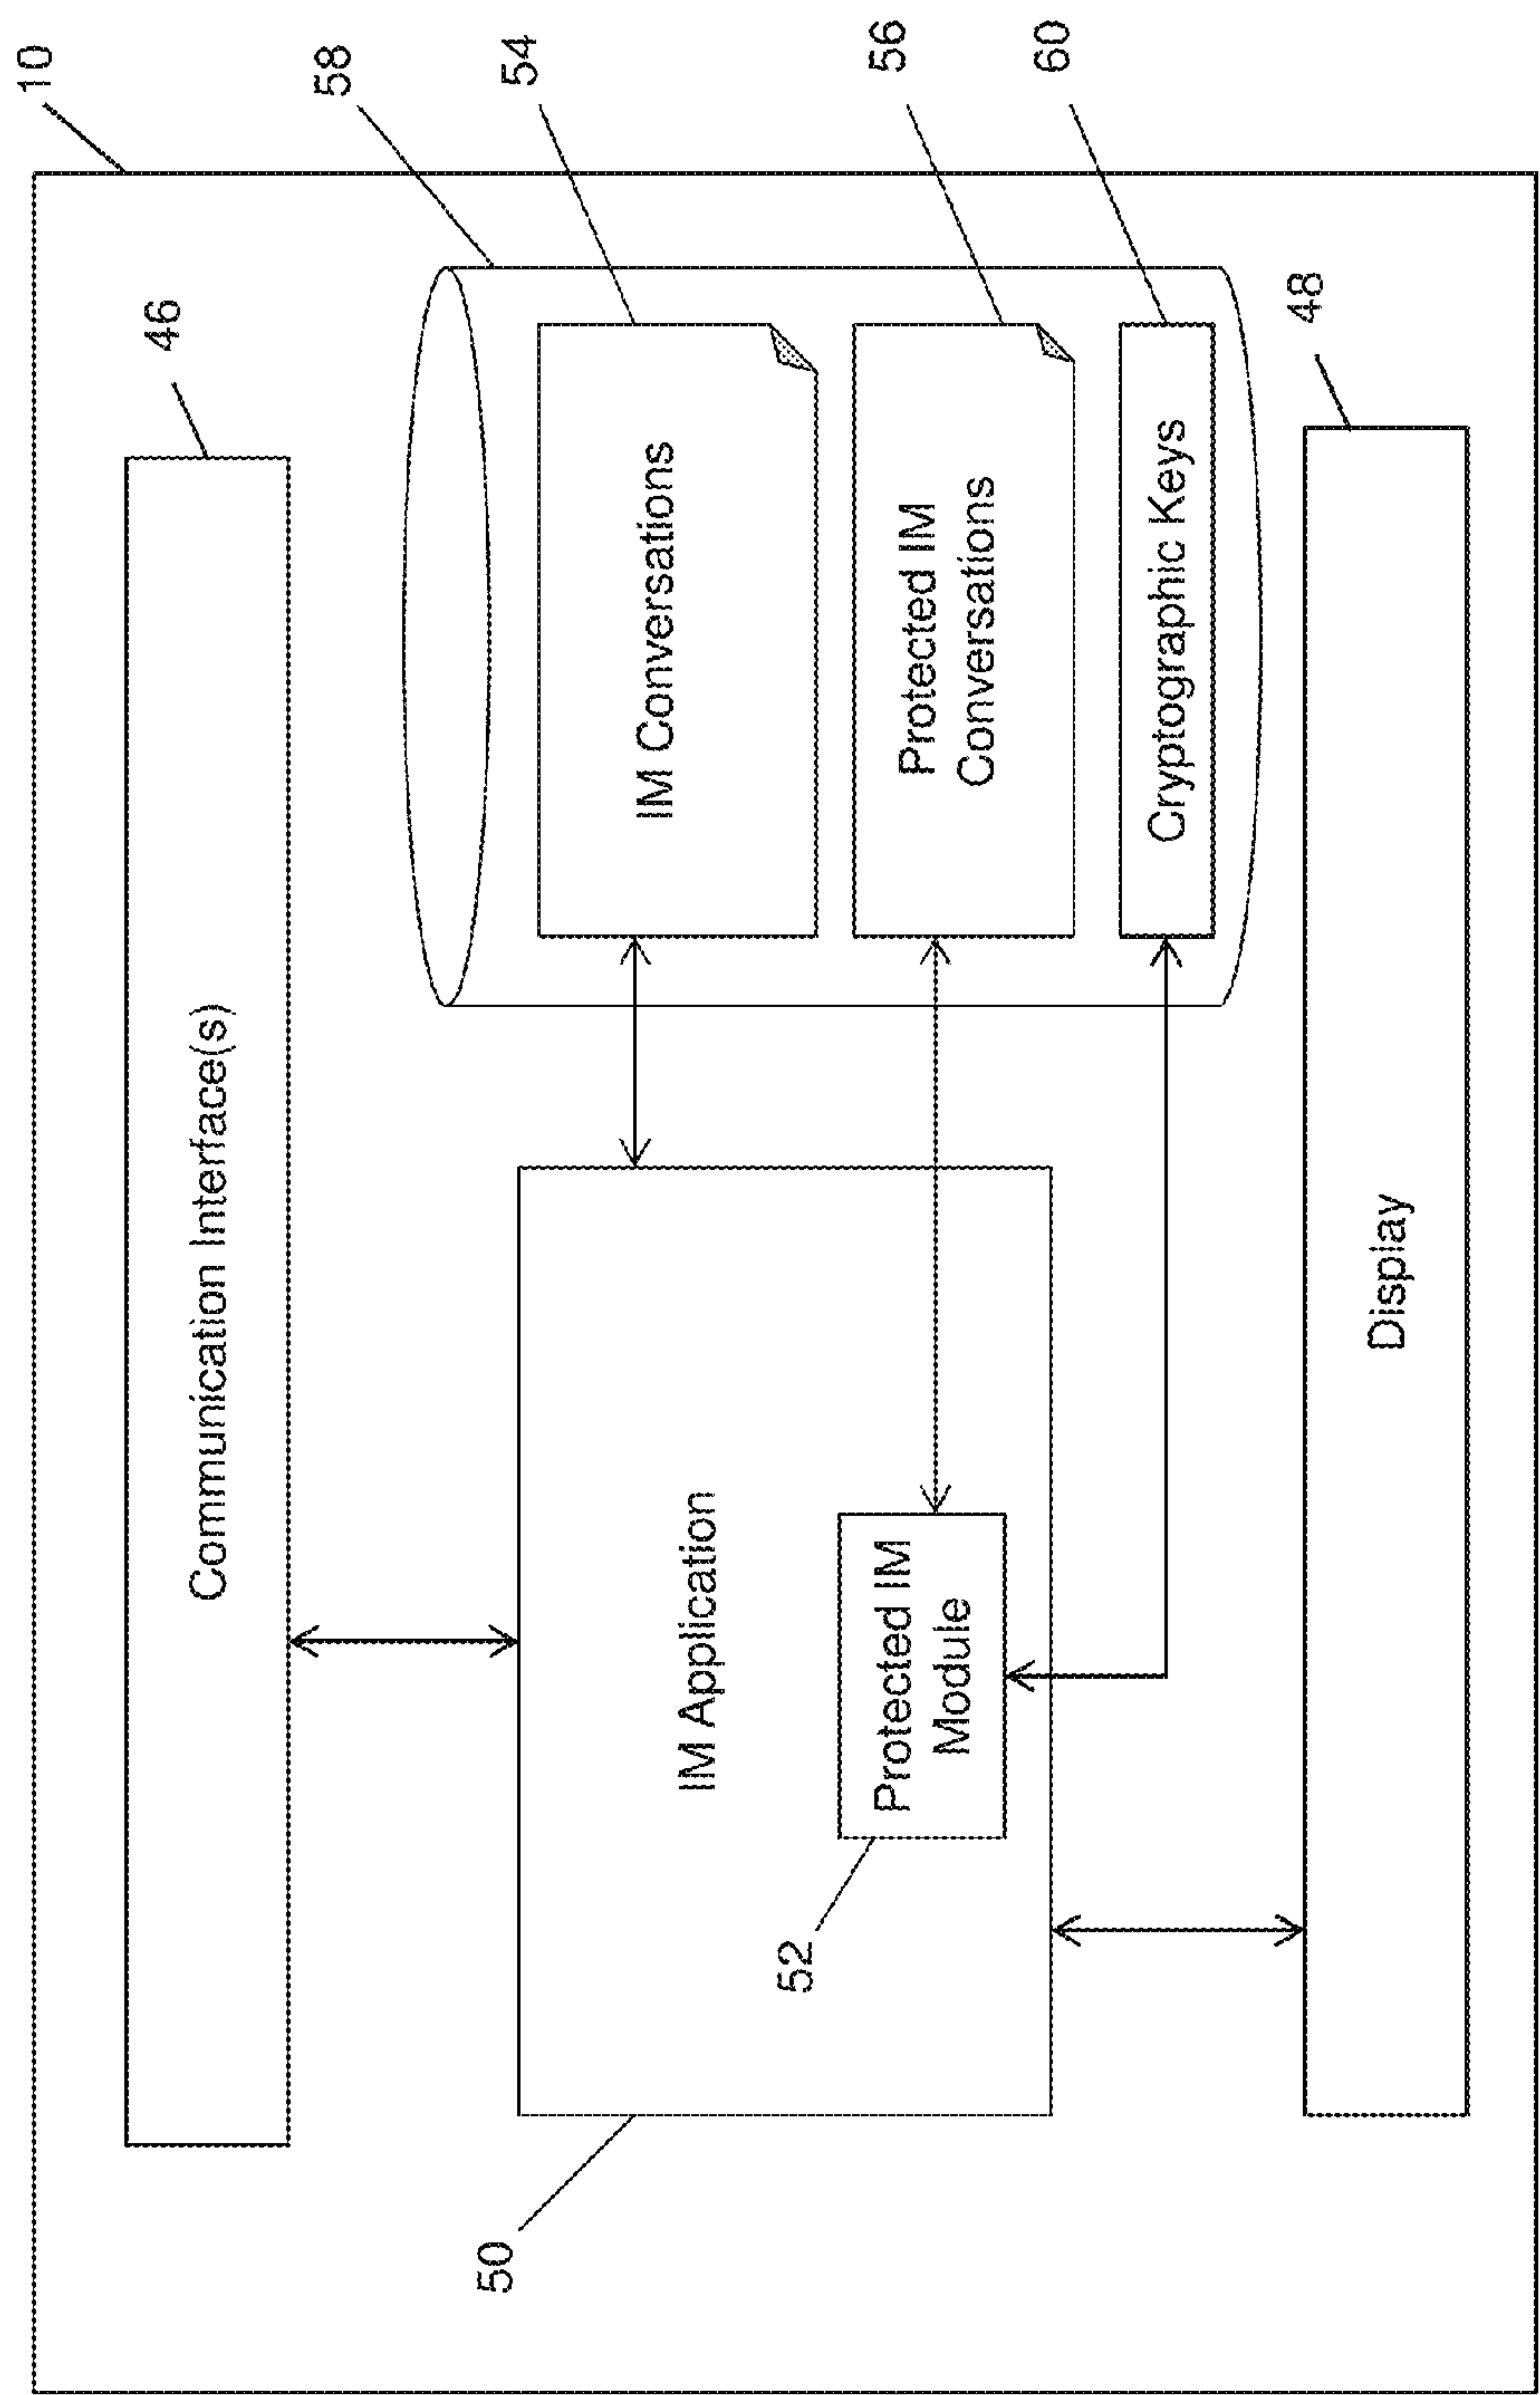 10
46
Communication Interface(s)
58
54
50
IM Application
IM Conversations
56
52
Protected IM
Module
Protected IM
Conversations
60
Cryptographic Keys
48
Display